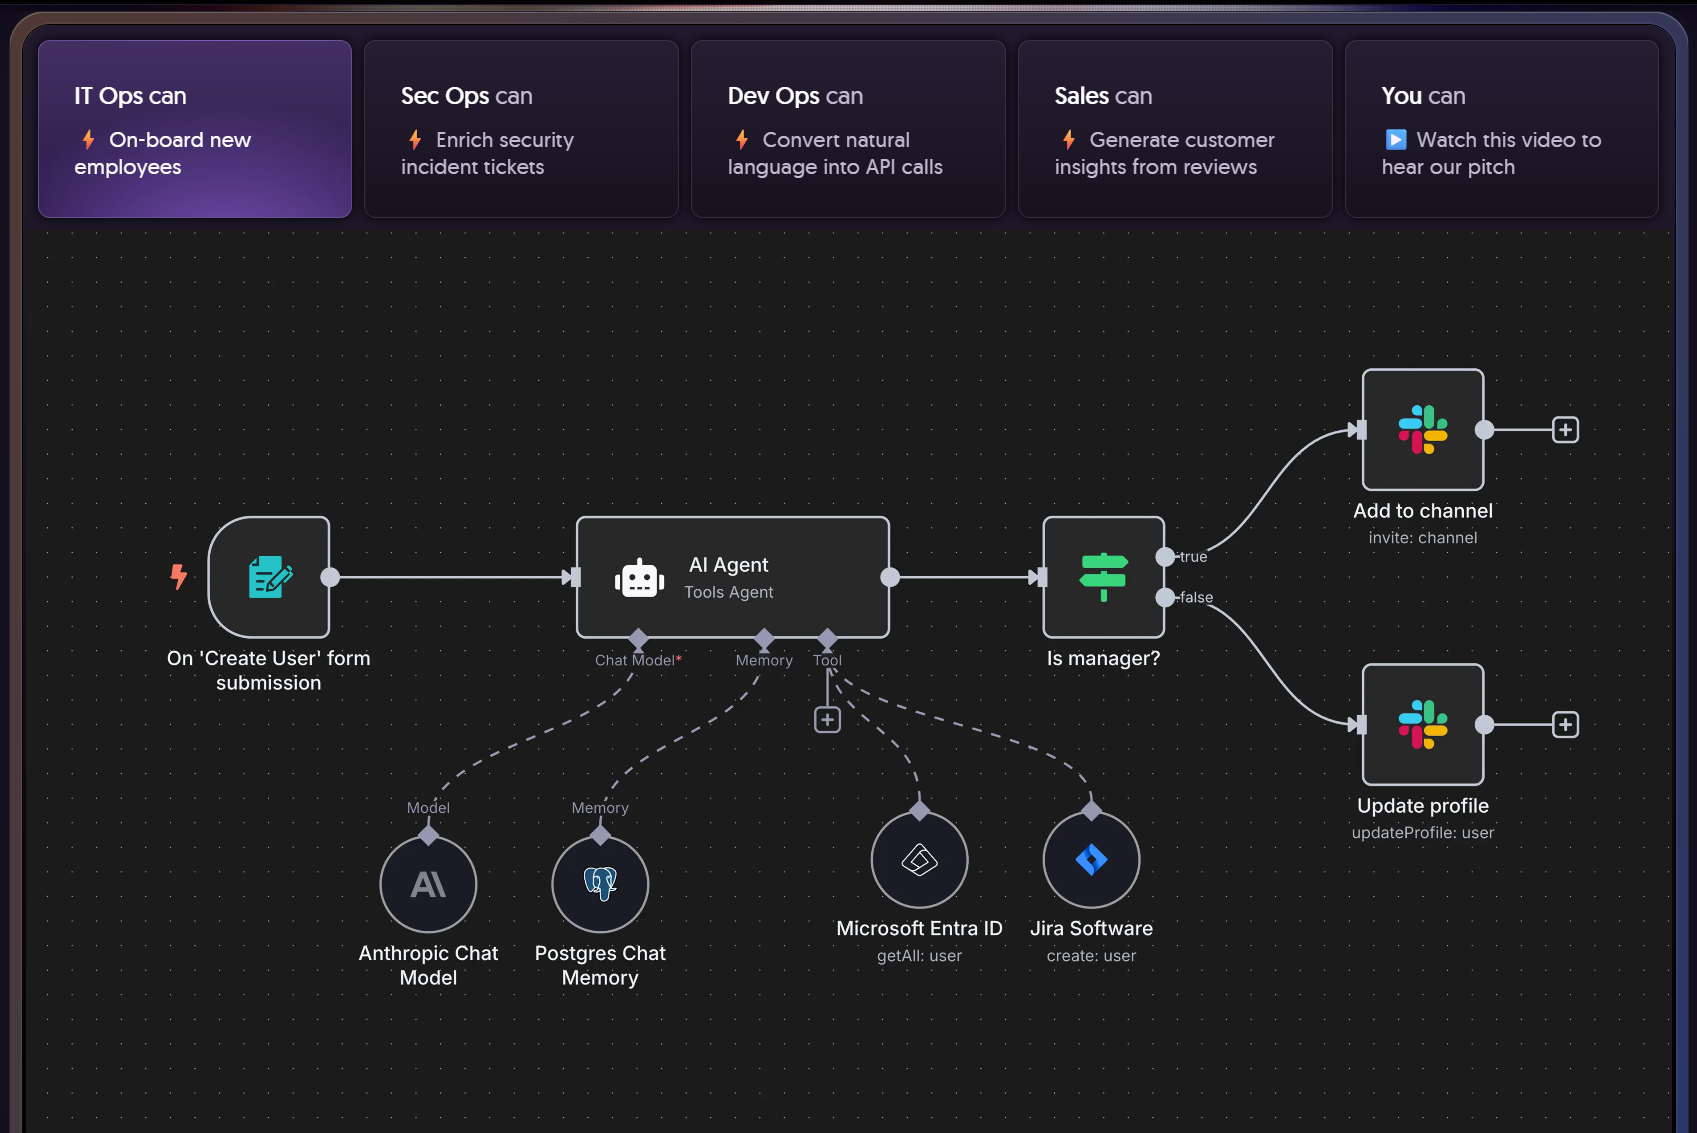 IT Ops can
⚡ On-board new
employees
Sec Ops can
⚡ Enrich security
incident tickets
Dev Ops can
⚡ Convert natural
language into API calls
Sales can
⚡ Generate customer
insights from reviews
You can
▶️ Watch this video to
hear our pitch
On 'Create User' form
submission
AI Agent
Tools Agent
Chat Model*
Memory
Tool
Is manager?
true
false
Add to channel
invite: channel
Update profile
updateProfile: user
Model
Anthropic Chat
Model
Memory
Postgres Chat
Memory
Microsoft Entra ID
getAll: user
Jira Software
create: user